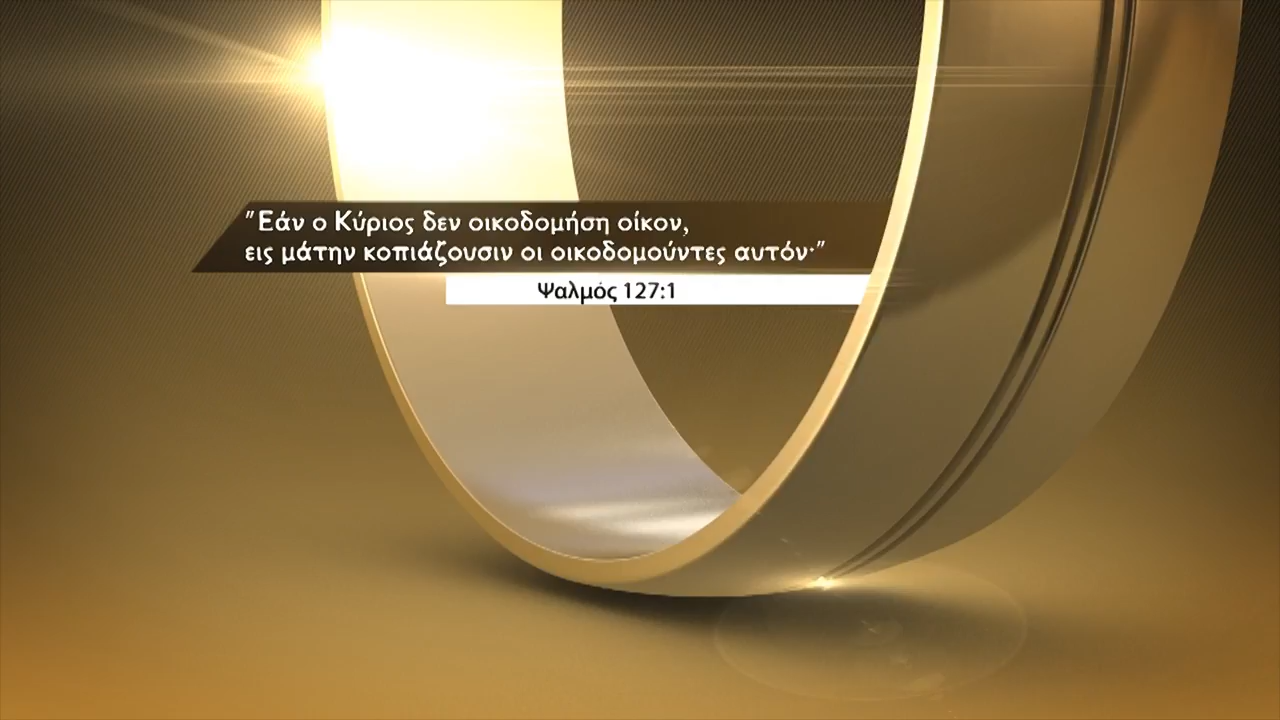 "Εάν ο Κύριος δεν οικοδομήση οίκον,
εις μάτην κοπιάζουσιν οι οικοδομούντες αυτόν·"
Ψαλμός 127:1